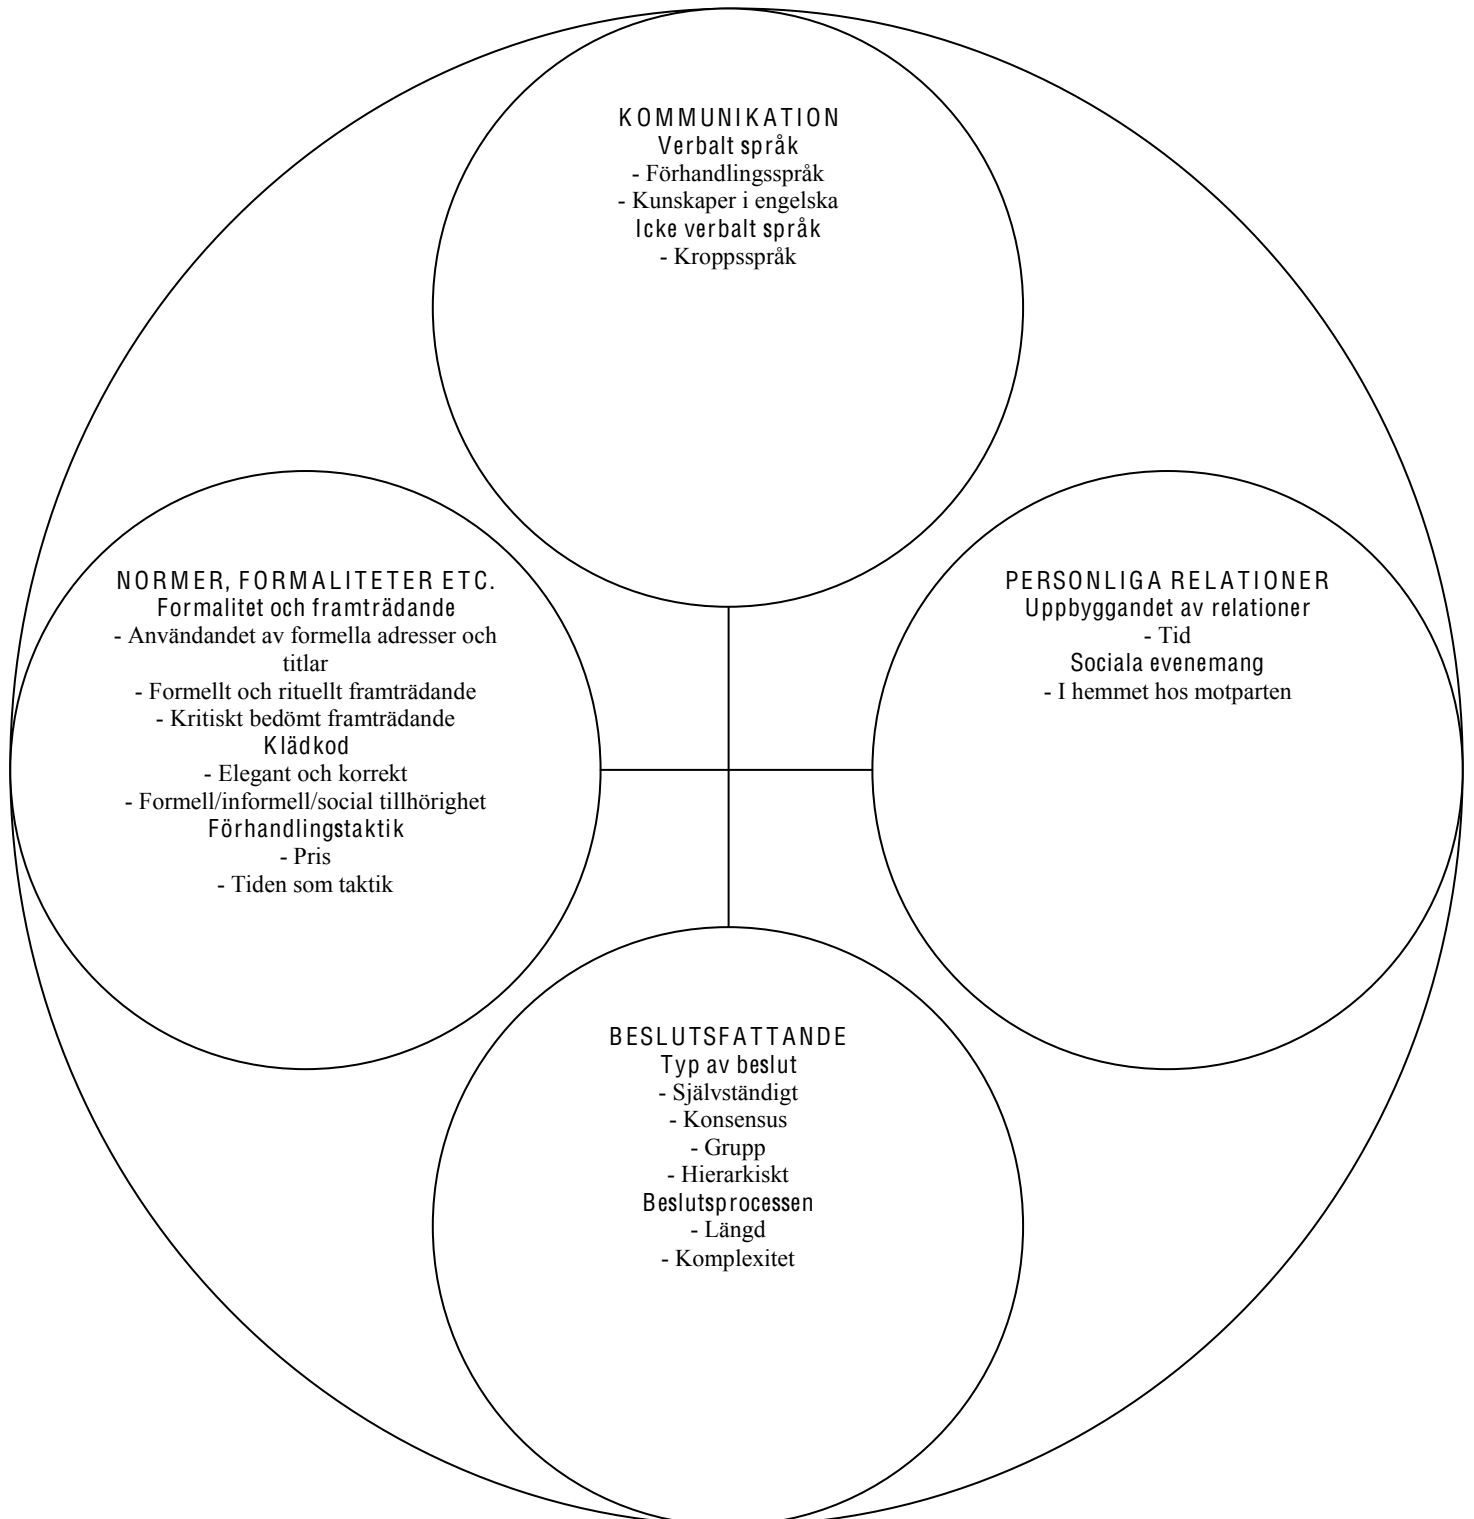 KOMMUNIKATION
Verbalt språk
- Förhandlingsspråk
- Kunskaper i engelska
Icke verbalt språk
- Kroppsspråk
NORMER, FORMALITETER ETC.
Formalitet och framträdande
- Användandet av formella adresser och
titlar
- Formellt och rituellt framträdande
- Kritiskt bedömt framträdande
Klädkod
- Elegant och korrekt
- Formell/informell/social tillhörighet
Förhandlingstaktik
- Pris
- Tiden som taktik
PERSONLIGA RELATIONER
Uppbyggandet av relationer
- Tid
Sociala evenemang
- I hemmet hos motparten
BESLUTSFATTANDE
Typ av beslut
- Självständigt
- Konsensus
- Grupp
- Hierarkiskt
Beslutsprocessen
- Längd
- Komplexitet